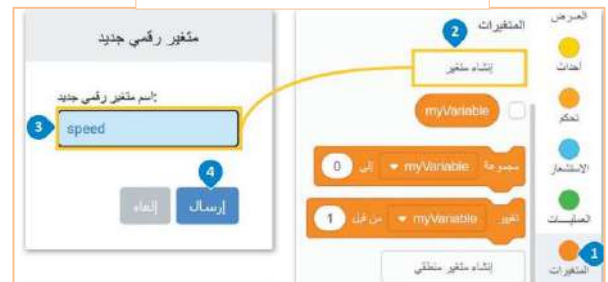 متغير رقمي جديد
اسم متغير رقمي جديد:
3
speed
4
إرسال
إلغاء
العرض
أحداث
تحكم
الاستشعار
العمليات
1
المتغيرات
المتغيرات
2
إنشاء متغير
myVariable
مجموعة myVariable إلي 0
تغيير myVariable من قبل 1
إنشاء متغير منطقي